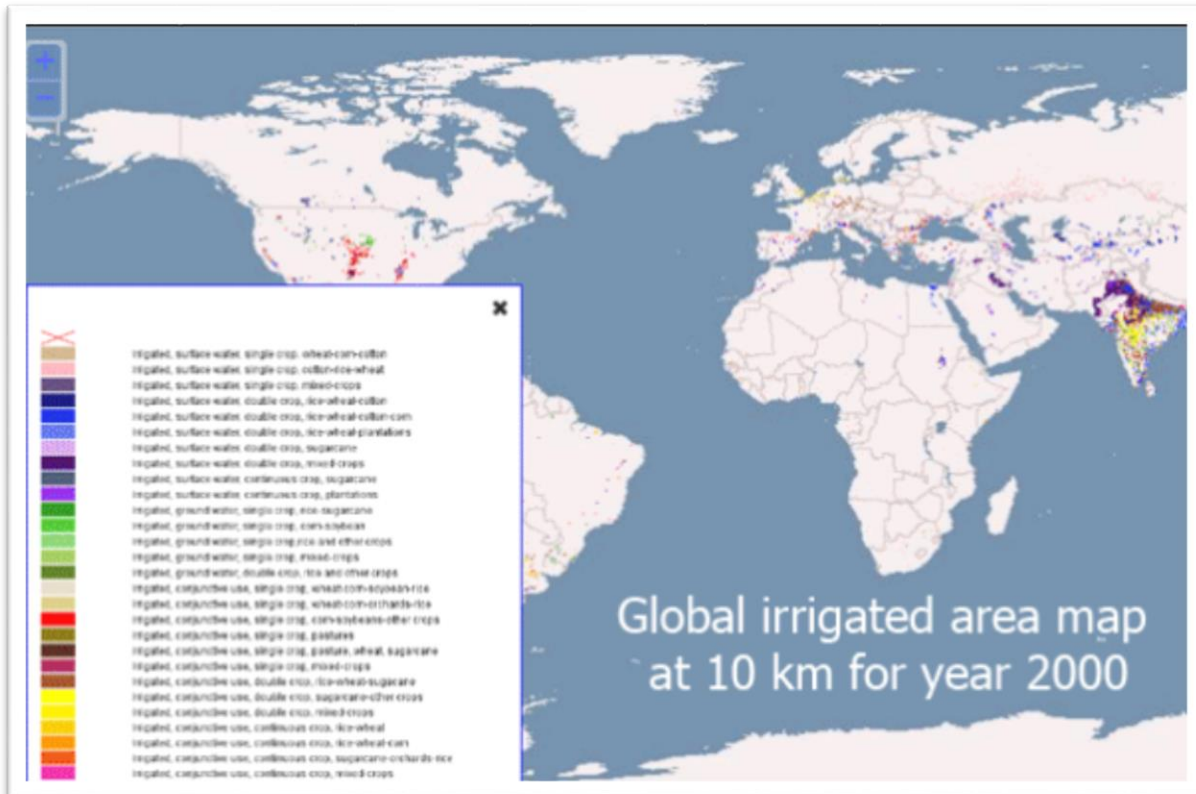 +
−
×
Irrigated, surface water, single crop, wheat-corn-cotton
Irrigated, surface water, single crop, cotton-rice-wheat
Irrigated, surface water, single crop, mixed-crops
Irrigated, surface water, double crop, rice-wheat-cotton
Irrigated, surface water, double crop, rice-wheat-cotton-corn
Irrigated, surface water, double crop, rice-wheat-plantations
Irrigated, surface water, double crop, sugarcane
Irrigated, surface water, double crop, mixed-crops
Irrigated, surface water, continuous crop, sugarcane
Irrigated, surface water, continuous crop, plantations
Irrigated, ground water, single crop, rice-sugarcane
Irrigated, ground water, single crop, corn-soybean
Irrigated, ground water, single crop,rice and other crops
Irrigated, ground water, single crop, mixed-crops
Irrigated, ground water, double crop, rice and other crops
Irrigated, conjunctive use, single crop, wheat-corn-soybean-rice
Irrigated, conjunctive use, single crop, wheat-corn-orchards-rice
Irrigated, conjunctive use, single crop, corn-soybeans-other crops
Irrigated, conjunctive use, single crop, pastures
Irrigated, conjunctive use, single crop, pasture, wheat, sugarcane
Irrigated, conjunctive use, single crop, mixed-crops
Irrigated, conjunctive use, double crop, rice-wheat-sugacane
Irrigated, conjunctive use, double crop, sugarcane-other crops
Irrigated, conjunctive use, double crop, mixed-crops
Irrigated, conjunctive use, continuous crop, rice-wheat
Irrigated, conjunctive use, continuous crop, rice-wheat-corn
Irrigated, conjunctive use, continuous crop, sugarcane-orchards-rice
Irrigated, conjunctive use, continuous crop, mixed-crops
Global irrigated area map
at 10 km for year 2000